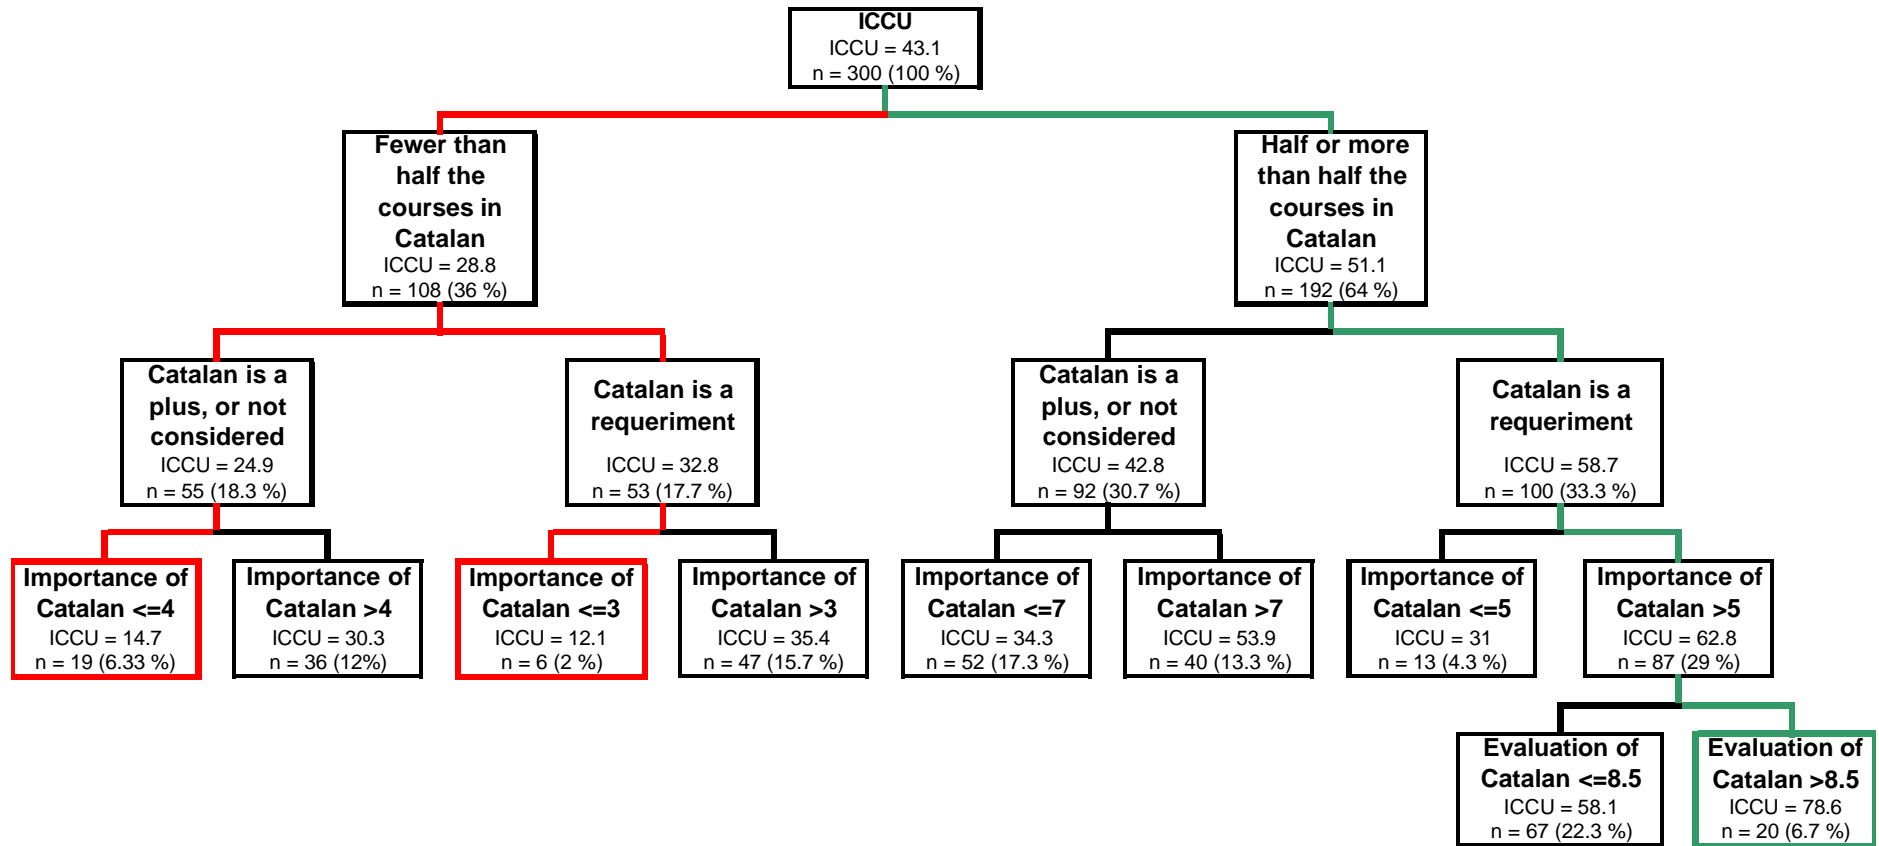 ICCU
ICCU = 43.1
n = 300 (100 %)
Fewer than
half the
courses in
Catalan
ICCU = 28.8
n = 108 (36 %)
Half or more
than half the
courses in
Catalan
ICCU = 51.1
n = 192 (64 %)
Catalan is a
plus, or not
considered
ICCU = 24.9
n = 55 (18.3 %)
Catalan is a
requeriment
ICCU = 32.8
n = 53 (17.7 %)
Catalan is a
plus, or not
considered
ICCU = 42.8
n = 92 (30.7 %)
Catalan is a
requeriment
ICCU = 58.7
n = 100 (33.3 %)
Importance of
Catalan <=4
ICCU = 14.7
n = 19 (6.33 %)
Importance of
Catalan >4
ICCU = 30.3
n = 36 (12%)
Importance of
Catalan <=3
ICCU = 12.1
n = 6 (2 %)
Importance of
Catalan >3
ICCU = 35.4
n = 47 (15.7 %)
Importance of
Catalan <=7
ICCU = 34.3
n = 52 (17.3 %)
Importance of
Catalan >7
ICCU = 53.9
n = 40 (13.3 %)
Importance of
Catalan <=5
ICCU = 31
n = 13 (4.3 %)
Importance of
Catalan >5
ICCU = 62.8
n = 87 (29 %)
Evaluation of
Catalan <=8.5
ICCU = 58.1
n = 67 (22.3 %)
Evaluation of
Catalan >8.5
ICCU = 78.6
n = 20 (6.7 %)